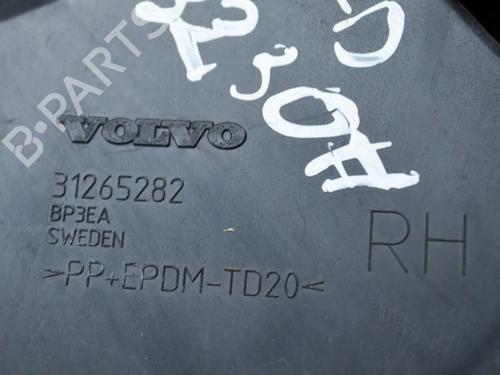 B-PARTS
VOLVO
31265282
BP3EA
SWEDEN
RH
>PP+EPDM-TD20<